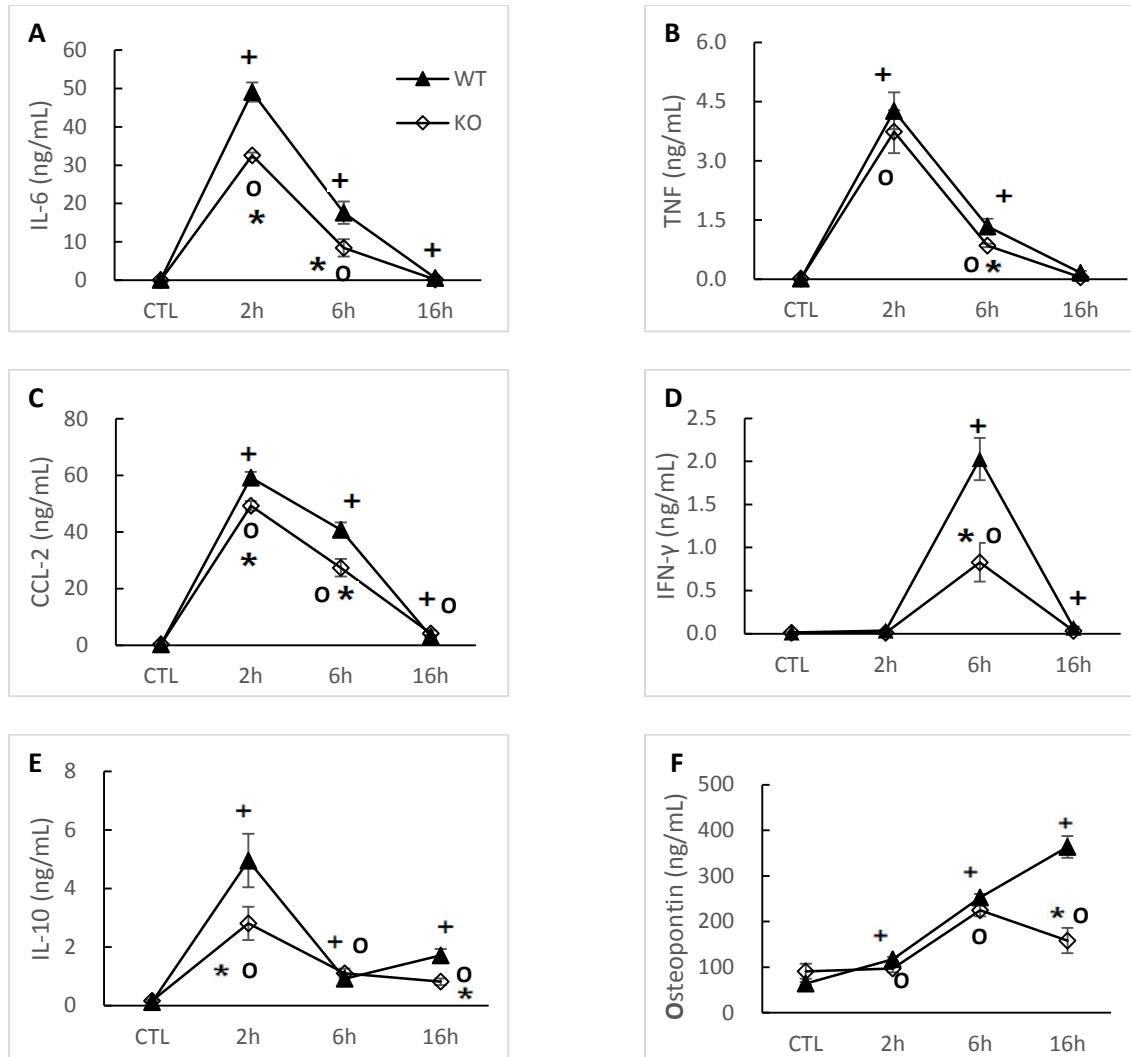 A
IL-6 (ng/mL)
60
50
40
30
20
10
0
+
+
+
o
*
* o
WT
KO
CTL 2h 6h 16h
B
TNF (ng/mL)
6.0
4.5
3.0
1.5
0.0
+
+
o
o *
CTL 2h 6h 16h
C
CCL-2 (ng/mL)
80
60
40
20
0
+
+
o
*
o *
+ o
CTL 2h 6h 16h
D
IFN-γ (ng/mL)
2.5
2.0
1.5
1.0
0.5
0.0
+
* o
+
CTL 2h 6h 16h
E
IL-10 (ng/mL)
8
6
4
2
0
+
* o
+ o
+
o
*
CTL 2h 6h 16h
F
Osteopontin (ng/mL)
500
400
300
200
100
0
+
+
+
o
o
* o
CTL 2h 6h 16h